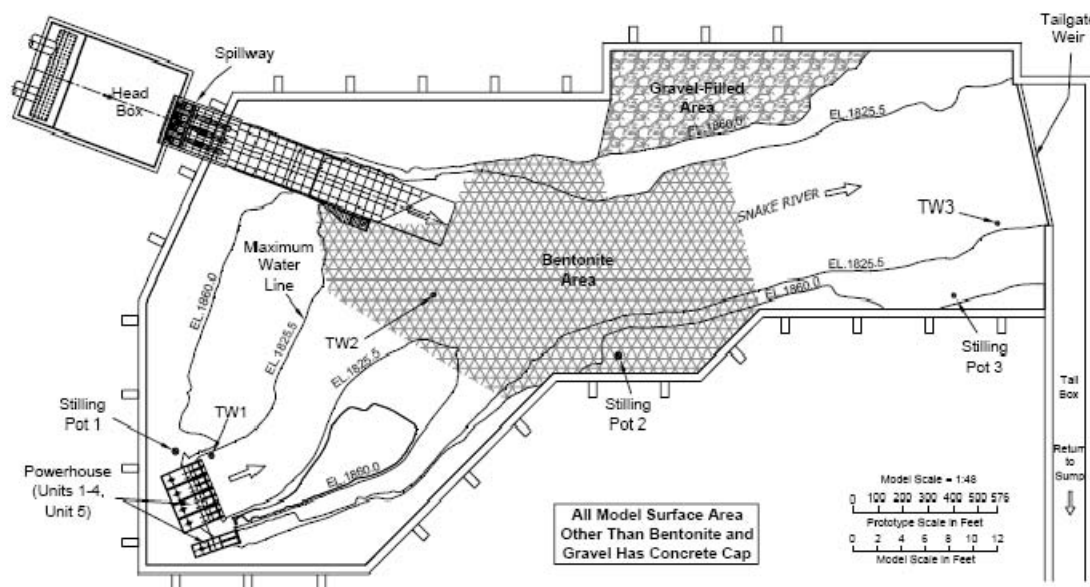 Spillway
Head
Box
Gravel-Filled
Area
Tailgate
Weir
EL.1860.0
EL.1825.5
SNAKE RIVER
TW3
Maximum
Water
Line
Bentonite
Area
EL.1860.0
EL.1825.5
EL.1825.5
EL.1860.0
TW2
EL.1825.5
Stilling
Pot 3
Stilling
Pot 2
Stilling
Pot 1
TW1
Powerhouse
(Units 1-4,
Unit 5)
EL.1860.0
Tail
Box
Return
to
Sump
All Model Surface Area
Other Than Bentonite and
Gravel Has Concrete Cap
Model Scale = 1:48
0 100 200 300 400 500 576
Prototype Scale in Feet
0 2 4 6 8 10 12
Model Scale in Feet